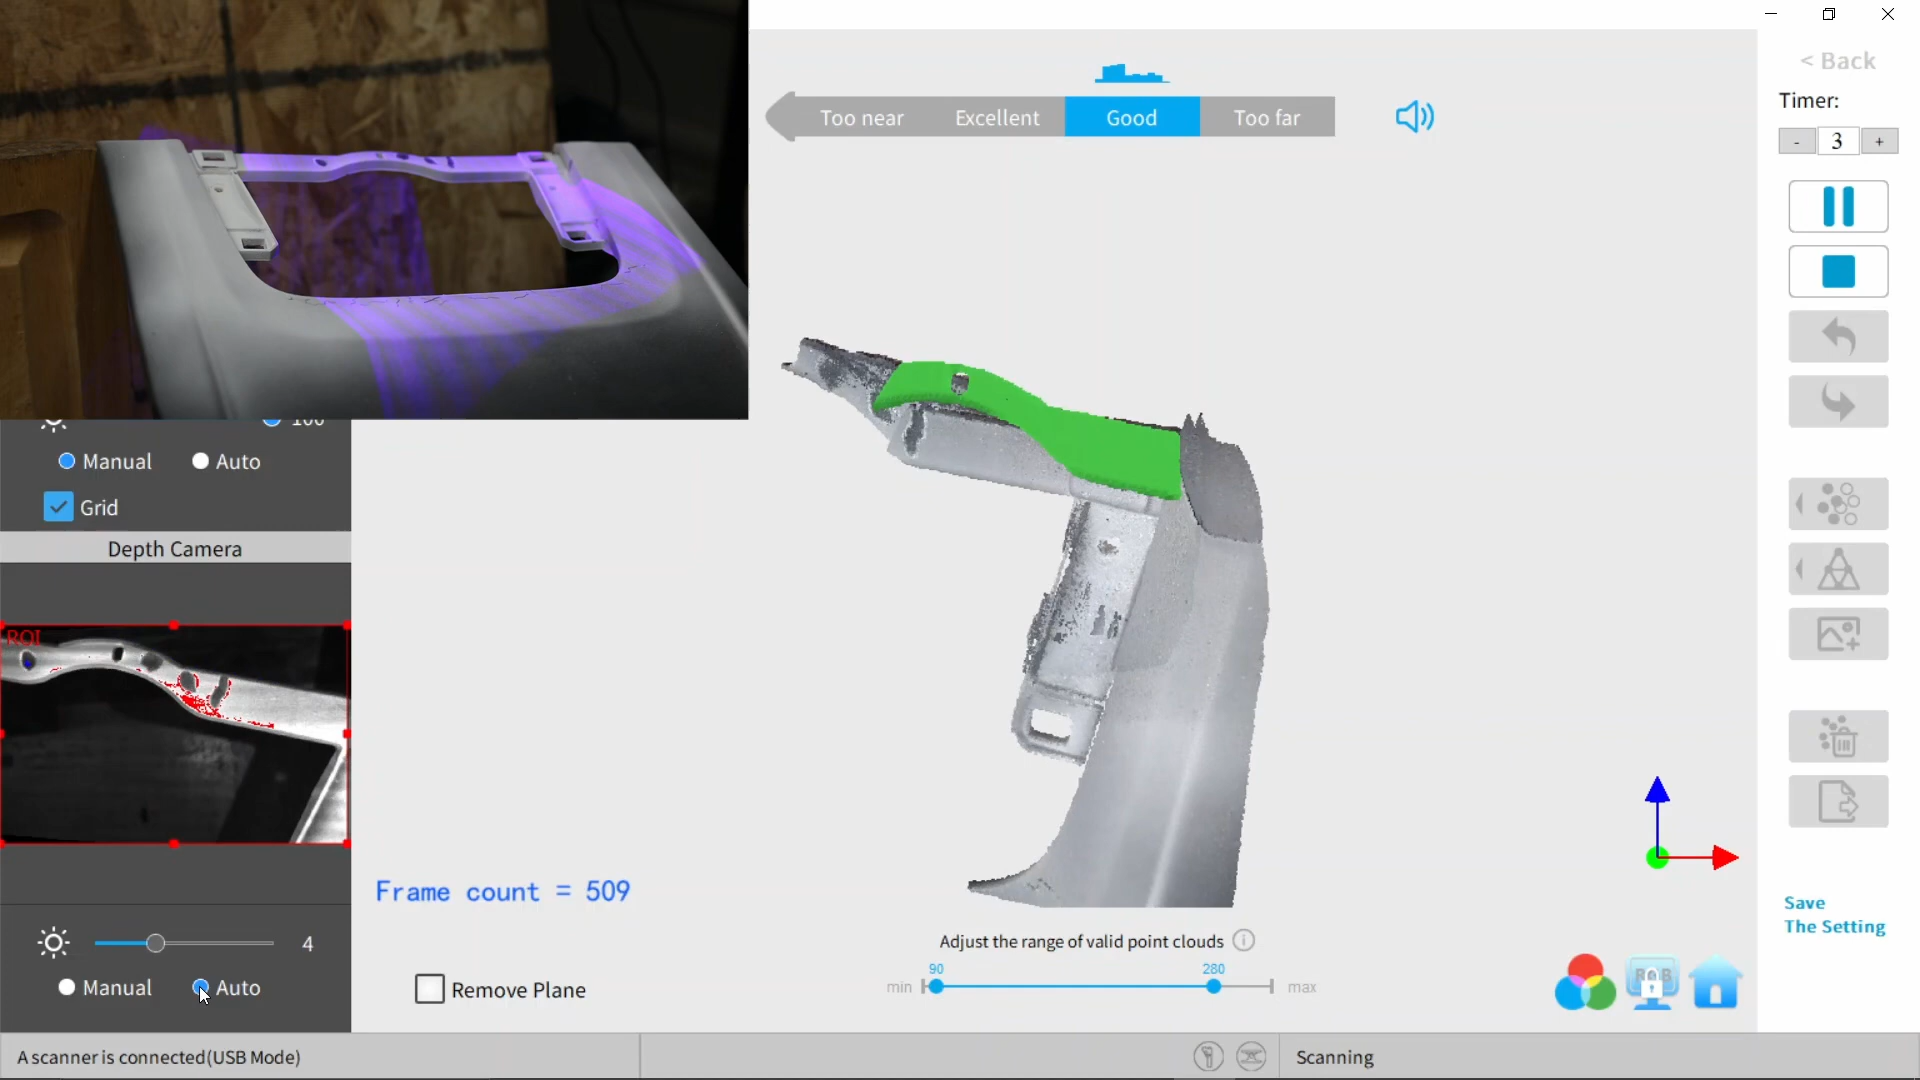 < Back
Too near Excellent Good Too far
Timer:
- 3 +
100
Manual Auto
Grid
Depth Camera
ROI
Frame count = 509
4
Manual Auto
Remove Plane
Adjust the range of valid point clouds i
90 280
min max
Save
The Setting
RGB
A scanner is connected(USB Mode)
Scanning